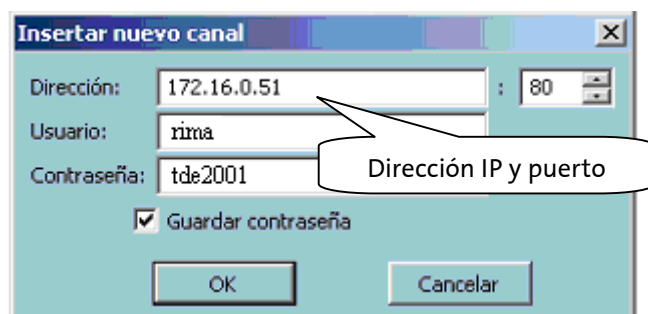 Insertar nuevo canal
Dirección: 172.16.0.51 : 80
Usuario: rima
Contraseña: tde2001
Dirección IP y puerto
Guardar contraseña
OK Cancelar